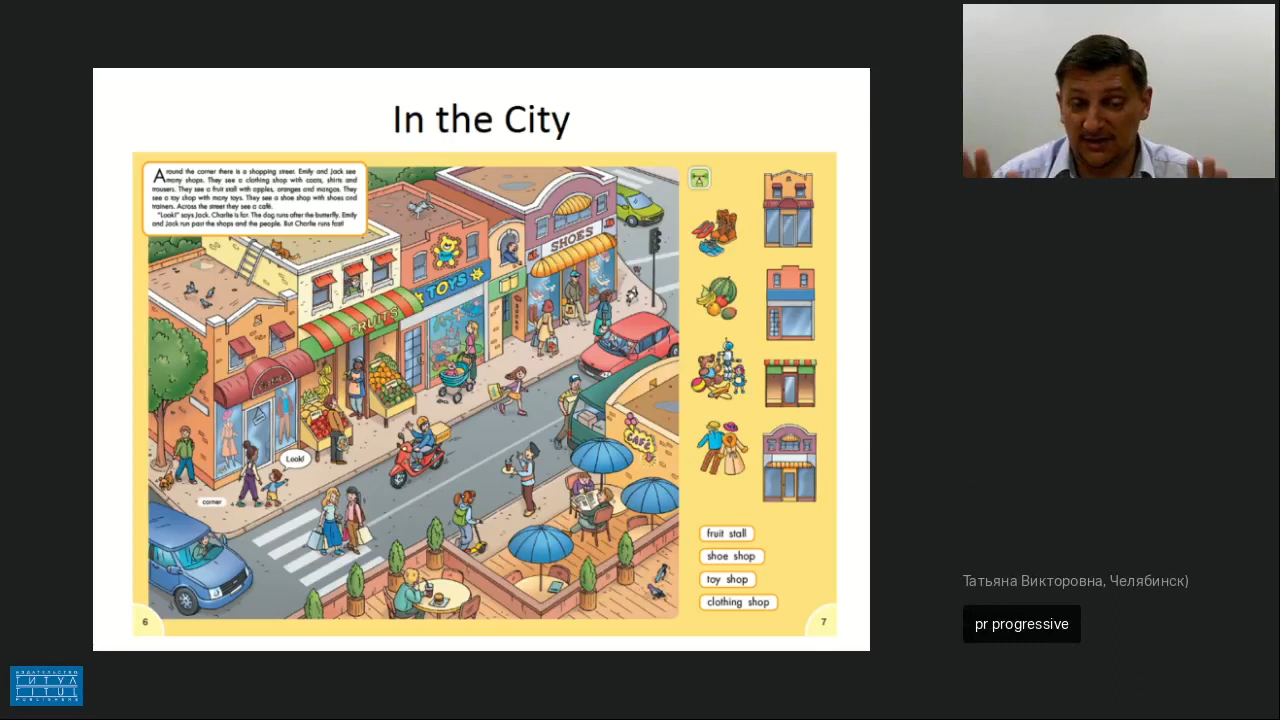 In the City
Around the corner there is a shopping street. Emily and Jack see
many shops. They see a clothing shop with coats, shirts and
trousers. They see a fruit stall with apples, oranges and mangos. They
see a toy shop with many toys. They see a shoe shop with shoes and
trainers. Across the street they see a café.
"Look!" says Jack. Charlie is far. The dog runs after the butterfly. Emily
and Jack run past the shops and the people. But Charlie runs fast!
SHOES
TOYS
FRUITS
CAFÉ
Look!
corner
fruit stall
shoe shop
toy shop
clothing shop
6
7
Татьяна Викторовна, Челябинск)
pr progressive
ИЗДАТЕЛЬСТВО
ТИТУЛ
TITUL
PUBLISHERS